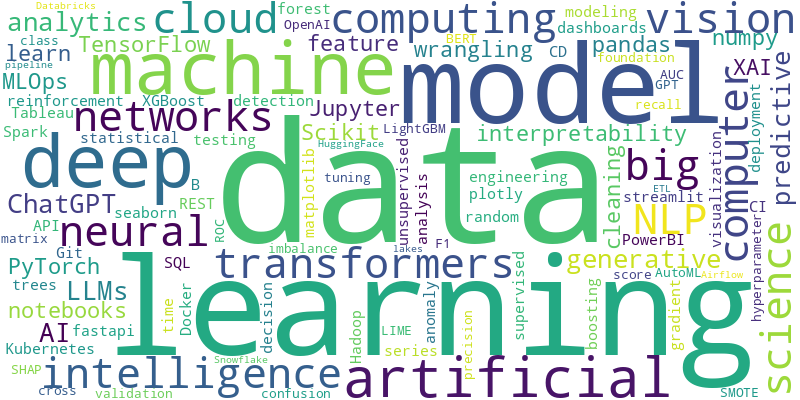 Databricks
analytics
cloud
forest
OpenAI
computing
modeling
dashboards
vision
class
learn
TensorFlow
machine
feature
wrangling
BERT
CD
pandas
numpy
pipeline
MLOps
model
foundation
AUC
GPT
XAI
reinforcement
XGBoost
detection
Jupyter
recall
Tableau
networks
Scikit
LightGBM
interpretability
computer
predictive
deployment
Spark
statistical
testing
HuggingFace
data
deep
matplotlib
unsupervised
analysis
cleaning
big
visualization
tuning
engineering
B
plotly
streamlit
ETL
ChatGPT
seaborn
REST
random
NLP
CI
API
neural
ROC
PowerBI
hyperparameter
matrix
Git
imbalance
F1
lakes
science
PyTorch
SQL
transformers
supervised
generative
trees
LLMs
learning
score
AutoML
Airflow
notebooks
time
Docker
decision
anomaly
boosting
gradient
AI
fastapi
LIME
precision
Kubernetes
Hadoop
series
Snowflake
SHAP
intelligence
artificial
cross
validation
confusion
SMOTE